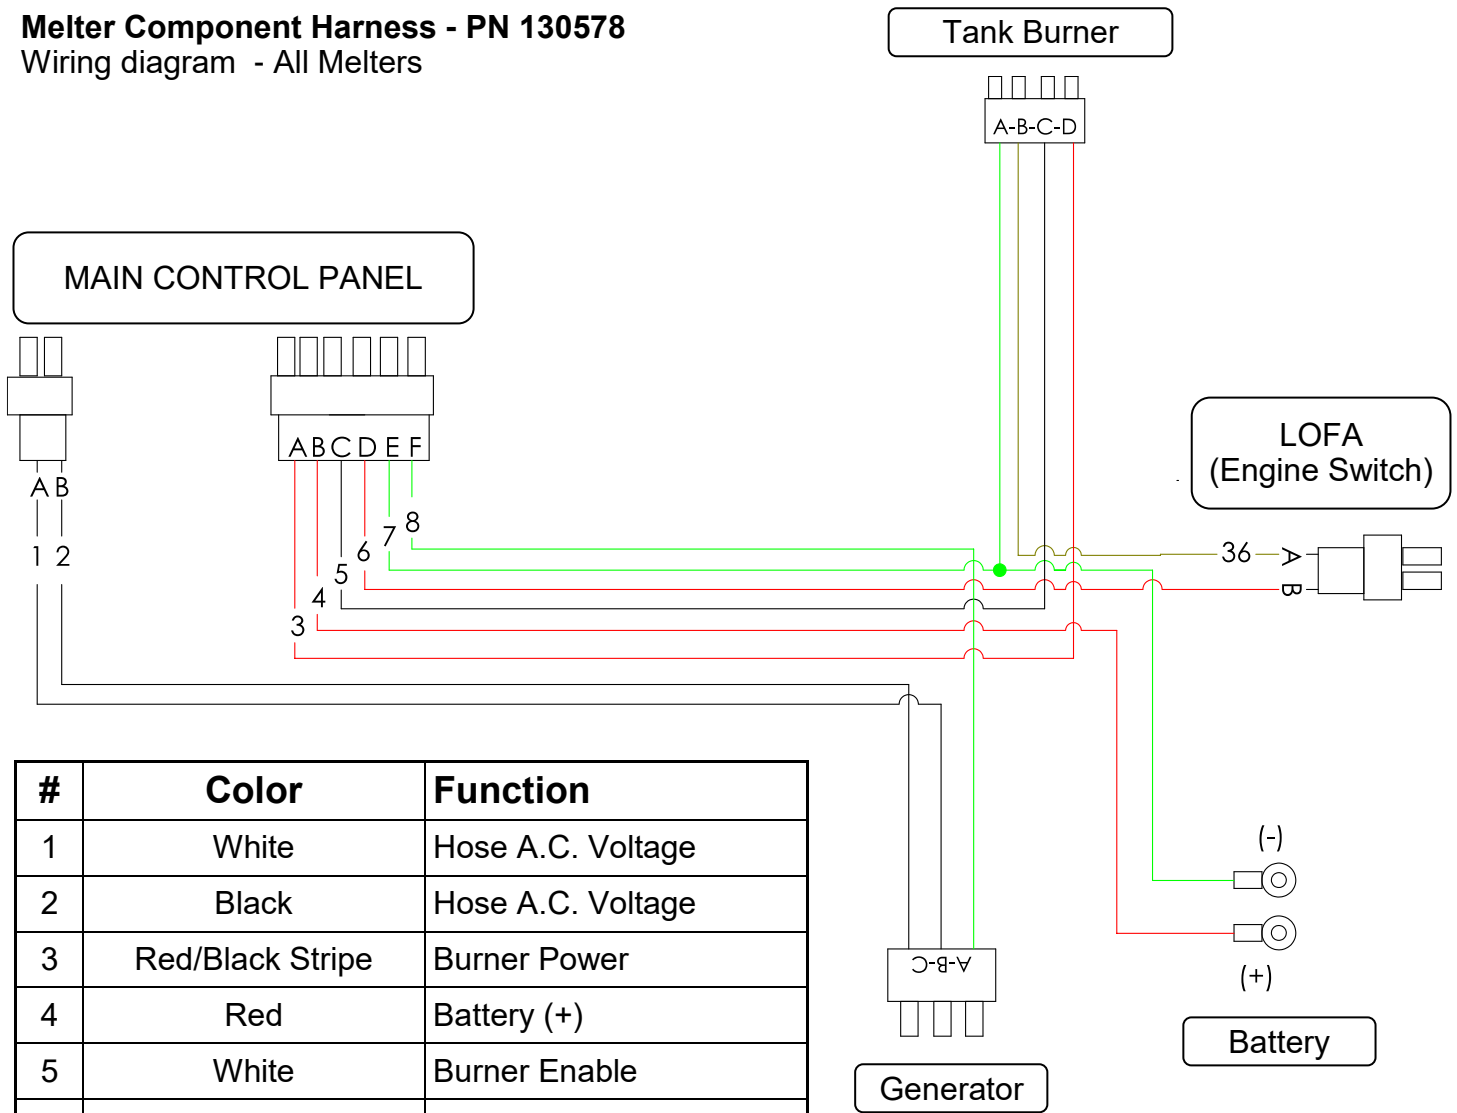 Melter Component Harness - PN 130578
Wiring diagram - All Melters
Tank Burner
A-B-C-D
MAIN CONTROL PANEL
A B C D E F
A B
LOFA
(Engine Switch)
1 2
3
4
5
6
7
8
36
A
B
# Color Function
1 White Hose A.C. Voltage
2 Black Hose A.C. Voltage
3 Red/Black Stripe Burner Power
4 Red Battery (+)
5 White Burner Enable
A-B-C
Generator
(-)
(+)
Battery